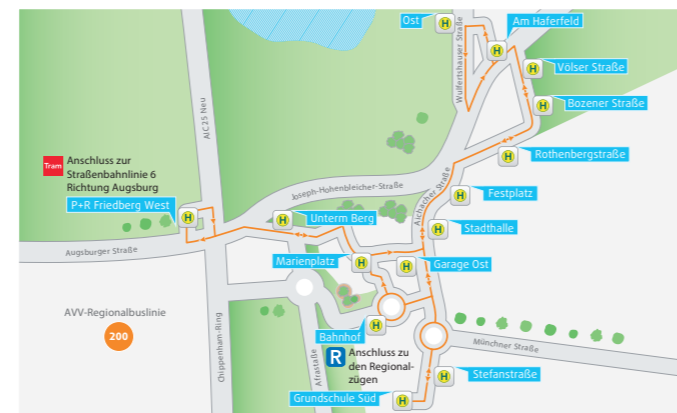 Ost
H
Am Haferfeld
H
Wulfertshauser Straße
H
Völser Straße
H
Bozener Straße
AIC25 Neu
H
Rothenbergstraße
Tram
Anschluss zur
Straßenbahnlinie 6
Richtung Augsburg
P+R Friedberg West
H
Joseph-Hohenbleicher-Straße
Aichacher Straße
H
Festplatz
H
Unterm Berg
H
Stadthalle
Augsburger Straße
Marienplatz
H
H
Garage Ost
AVV-Regionalbuslinie
200
Chippenham-Ring
Afrastaße
Bahnhof
H
R
Anschluss zu
den Regional-
zügen
Münchner Straße
H
Stefanstraße
Grundschule Süd
H